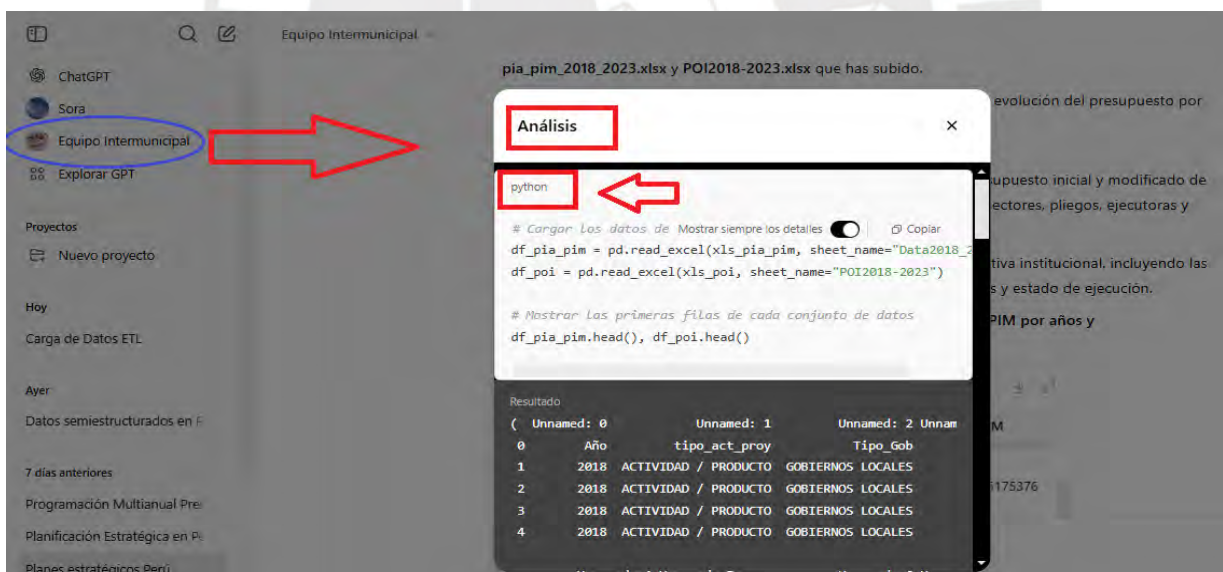 Equipo Intermunicipal
ChatGPT
Sora
Equipo Intermunicipal
Explorar GPT
Proyectos
Nuevo proyecto
Hoy
Carga de Datos ETL
Ayer
Datos semiestructurados en
7 días anteriores
Programación Multianual Pre
Planificación Estratégica en
Planes estratégicos Perú
pia_pim_2018_2023.xlsx y POI2018-2023.xlsx que has subido.
evolución del presupuesto por
upuesto inicial y modificado de
ectores, pliegos, ejecutoras y
tiva institucional, incluyendo las
s y estado de ejecución.
PIM por años y
M
175376
Análisis
python
# Cargar los datos de Mostrar siempre los detalles Copiar
df_pia_pim = pd.read_excel(xls_pia_pim, sheet_name="Data2018_2
df_poi = pd.read_excel(xls_poi, sheet_name="POI2018-2023")
# Mostrar las primeras filas de cada conjunto de datos
df_pia_pim.head(), df_poi.head()
Resultado
( Unnamed: 0 Unnamed: 1 Unnamed: 2 Unnam
0 Año tipo_act_proy Tipo_Gob
1 2018 ACTIVIDAD / PRODUCTO GOBIERNOS LOCALES
2 2018 ACTIVIDAD / PRODUCTO GOBIERNOS LOCALES
3 2018 ACTIVIDAD / PRODUCTO GOBIERNOS LOCALES
4 2018 ACTIVIDAD / PRODUCTO GOBIERNOS LOCALES